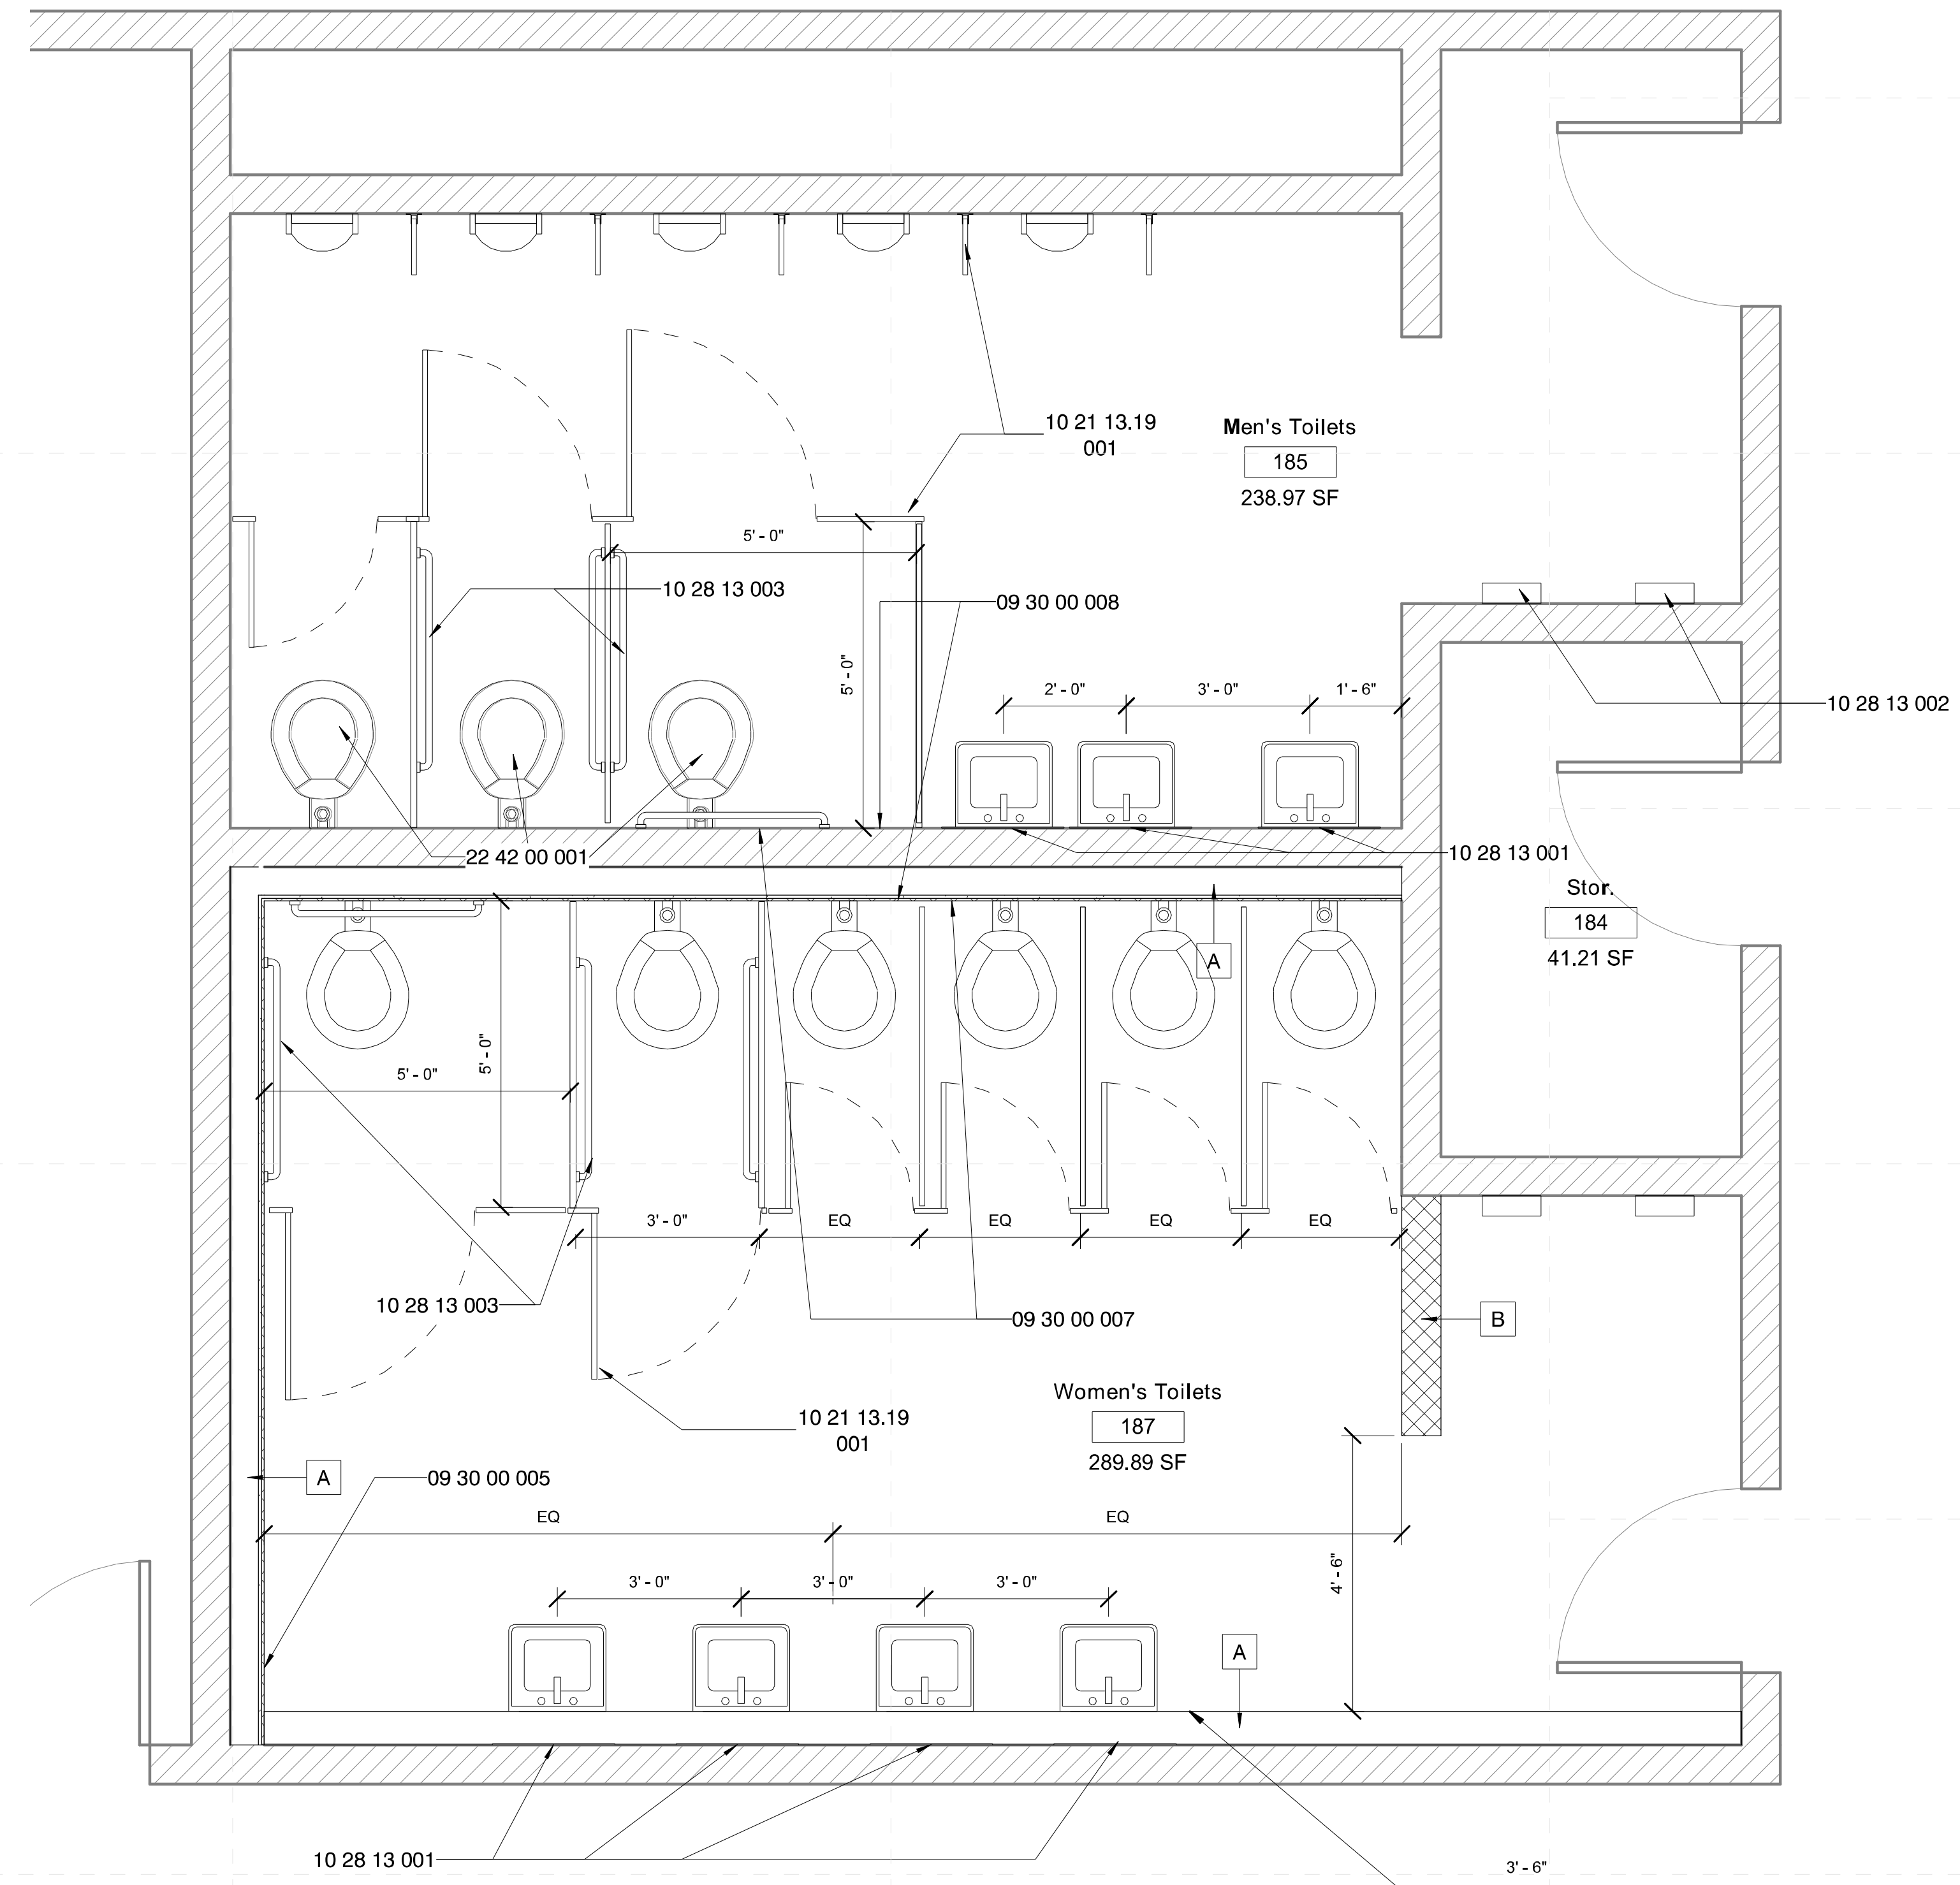 10 21 13.19
001
Men's Toilets
185
238.97 SF
5' - 0"
10 28 13 003
09 30 00 008
5' - 0"
2' - 0"
3' - 0"
1' - 6"
10 28 13 002
22 42 00 001
10 28 13 001
Stor.
184
41.21 SF
A
5' - 0"
5' - 0"
3' - 0"
EQ
EQ
EQ
EQ
10 28 13 003
09 30 00 007
B
Women's Toilets
187
289.89 SF
10 21 13.19
001
A
09 30 00 005
EQ
EQ
4' - 6"
3' - 0"
3' - 0"
3' - 0"
A
10 28 13 001
3' - 6"